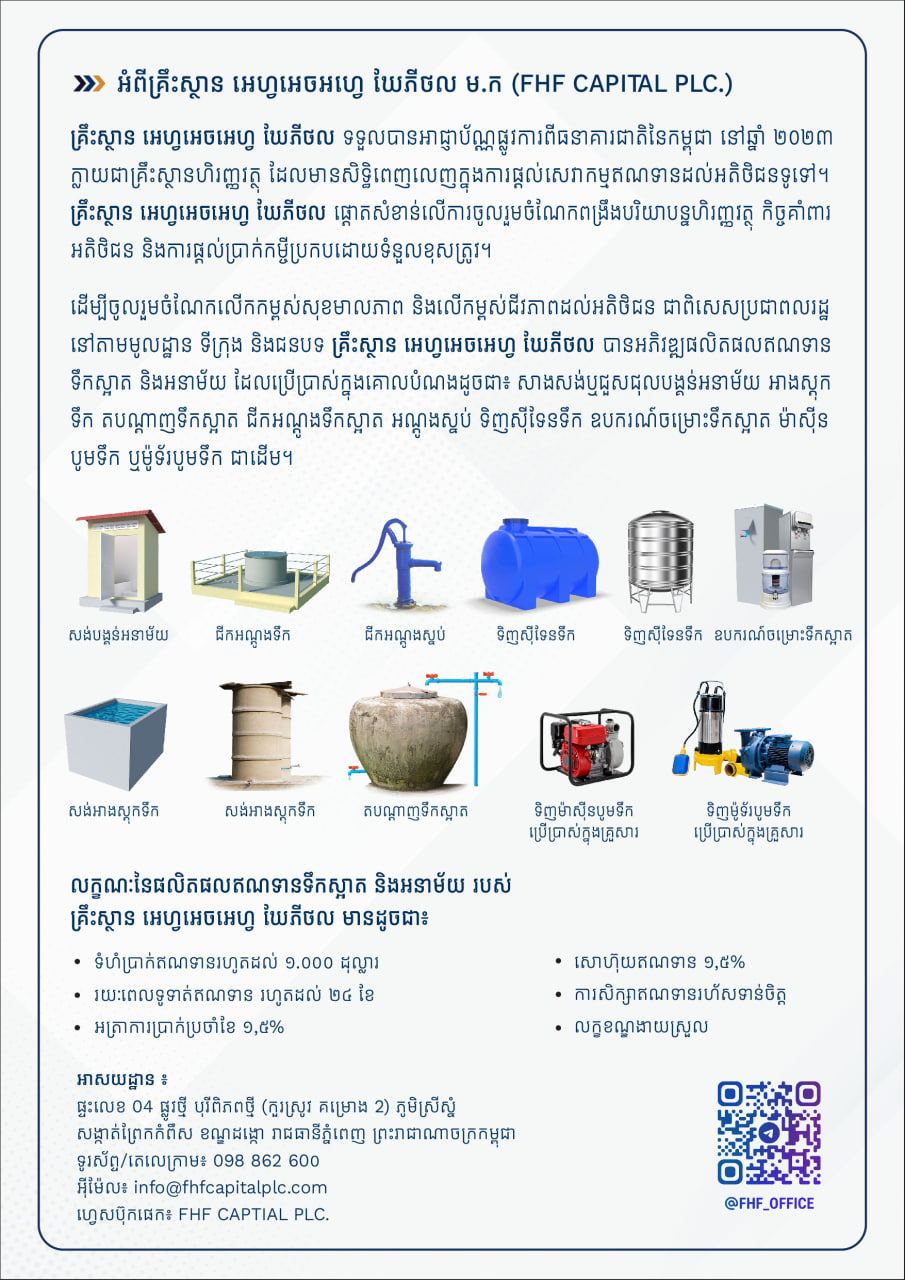 អំពីគ្រឹះស្ថាន អេហ្វអេចអហ្វេ ឃែភីថល ម.ក (FHF CAPITAL PLC.)
គ្រឹះស្ថាន អេហ្វអេចអេហ្វ ឃែភីថល ទទួលបានអាជ្ញាប័ណ្ណផ្លូវការពីធនាគារជាតិនៃកម្ពុជា នៅឆ្នាំ ២០២៣
ក្លាយជាគ្រឹះស្ថានហិរញ្ញវត្ថុ ដែលមានសិទ្ធិពេញលេញក្នុងការផ្តល់សេវាកម្មឥណទានដល់អតិថិជនទូទៅ។
គ្រឹះស្ថាន អេហ្វអេចអេហ្វ ឃែភីថល ផ្តោតសំខាន់លើការចូលរួមចំណែកពង្រឹងបរិយាបន្នហិរញ្ញវត្ថុ កិច្ចគាំពារ
អតិថិជន និងការផ្តល់ប្រាក់កម្ចីប្រកបដោយទំនួលខុសត្រូវ។
ដើម្បីចូលរួមចំណែកលើកកម្ពស់សុខមាលភាព និងលើកម្ពស់ជីវភាពដល់អតិថិជន ជាពិសេសប្រជាពលរដ្ឋ
នៅតាមមូលដ្ឋាន ទីក្រុង និងជនបទ គ្រឹះស្ថាន អេហ្វអេចអេហ្វ ឃែភីថល បានអភិវឌ្ឍផលិតផលឥណទាន
ទឹកស្អាត និងអនាម័យ ដែលប្រើប្រាស់ក្នុងគោលបំណងដូចជា៖ សាងសង់ឬជួសជុលបង្គន់អនាម័យ អាងស្តុក
ទឹក តបណ្តាញទឹកស្អាត ជីកអណ្តូងទឹកស្អាត អណ្តូងស្នប់ ទិញស៊ីទែនទឹក ឧបករណ៍ចម្រោះទឹកស្អាត ម៉ាស៊ីន
បូមទឹក ឬម៉ូទ័របូមទឹក ជាដើម។
សង់បង្គន់អនាម័យ ជីកអណ្តូងទឹក ជីកអណ្តូងស្នប់ ទិញស៊ីទែនទឹក ទិញស៊ីទែនទឹក ឧបករណ៍ចម្រោះទឹកស្អាត
សង់អាងស្តុកទឹក សង់អាងស្តុកទឹក តបណ្តាញទឹកស្អាត ទិញម៉ាស៊ីនបូមទឹក ទិញម៉ូទ័របូមទឹក
ប្រើប្រាស់ក្នុងគ្រួសារ ប្រើប្រាស់ក្នុងគ្រួសារ
លក្ខណៈនៃផលិតផលឥណទានទឹកស្អាត និងអនាម័យ របស់
គ្រឹះស្ថាន អេហ្វអេចអេហ្វ ឃែភីថល មានដូចជា៖
• ទំហំប្រាក់ឥណទានរហូតដល់ ១.០០០ ដុល្លារ
• រយៈពេលទូទាត់ឥណទាន រហូតដល់ ២៤ ខែ
• អត្រាការប្រាក់ប្រចាំខែ ១,៥%
• សោហ៊ុយឥណទាន ១,៥%
• ការសិក្សាឥណទានរហ័សទាន់ចិត្ត
• លក្ខខណ្ឌងាយស្រួល
អាសយដ្ឋាន ៖
ផ្ទះលេខ 04 ផ្លូវថ្មី បុរីពិភពថ្មី (កួរស្រូវ គម្រោង 2) ភូមិស្រីស្នំ
សង្កាត់ព្រែកកំពឹស ខណ្ឌដង្កោ រាជធានីភ្នំពេញ ព្រះរាជាណាចក្រកម្ពុជា
ទូរស័ព្ទ/តេលេក្រាម៖ 098 862 600
អ៊ីម៉ែល៖ info@fhfcapitalplc.com
ហ្វេសប៊ុកផេក៖ FHF CAPTIAL PLC.
@FHF_OFFICE